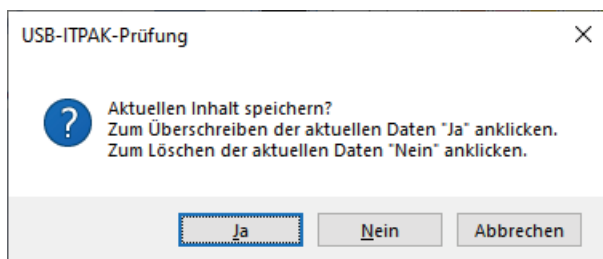 USB-ITPAK-Prüfung
Aktuellen Inhalt speichern?
Zum Überschreiben der aktuellen Daten "Ja" anklicken.
Zum Löschen der aktuellen Daten "Nein" anklicken.
Ja Nein Abbrechen